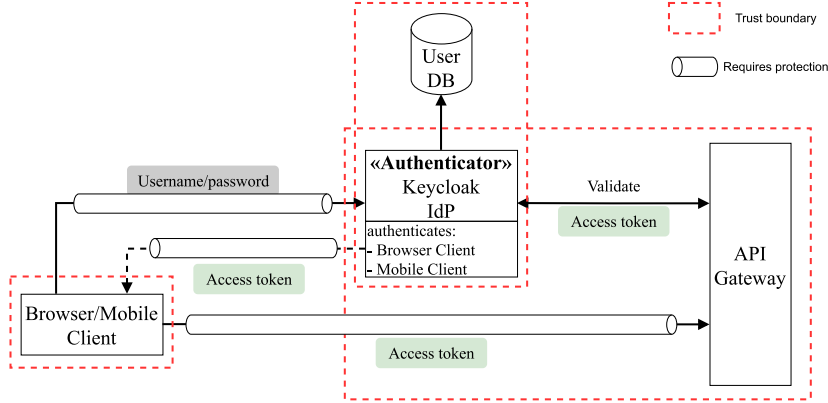 Trust boundary
Requires protection
User
DB
«Authenticator»
Keycloak
IdP
authenticates:
- Browser Client
- Mobile Client
Username/password
Access token
Validate
Access token
API
Gateway
Browser/Mobile
Client
Access token